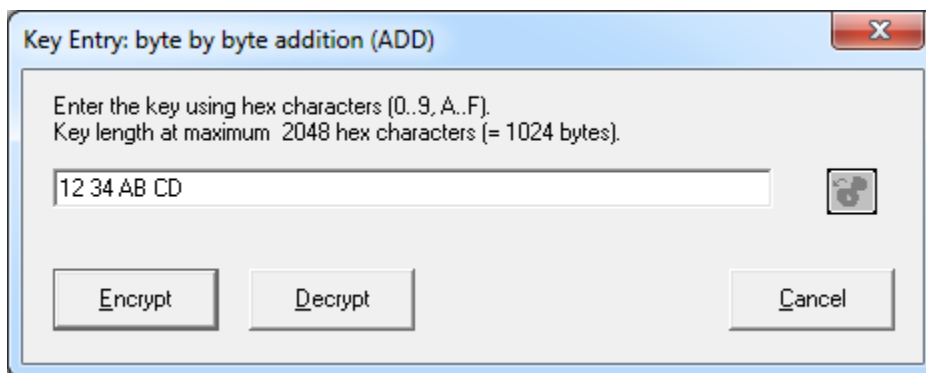 Key Entry: byte by byte addition (ADD)
Enter the key using hex characters (0..9, A..F).
Key length at maximum  2048 hex characters (= 1024 bytes).
12 34 AB CD
Encrypt Decrypt Cancel